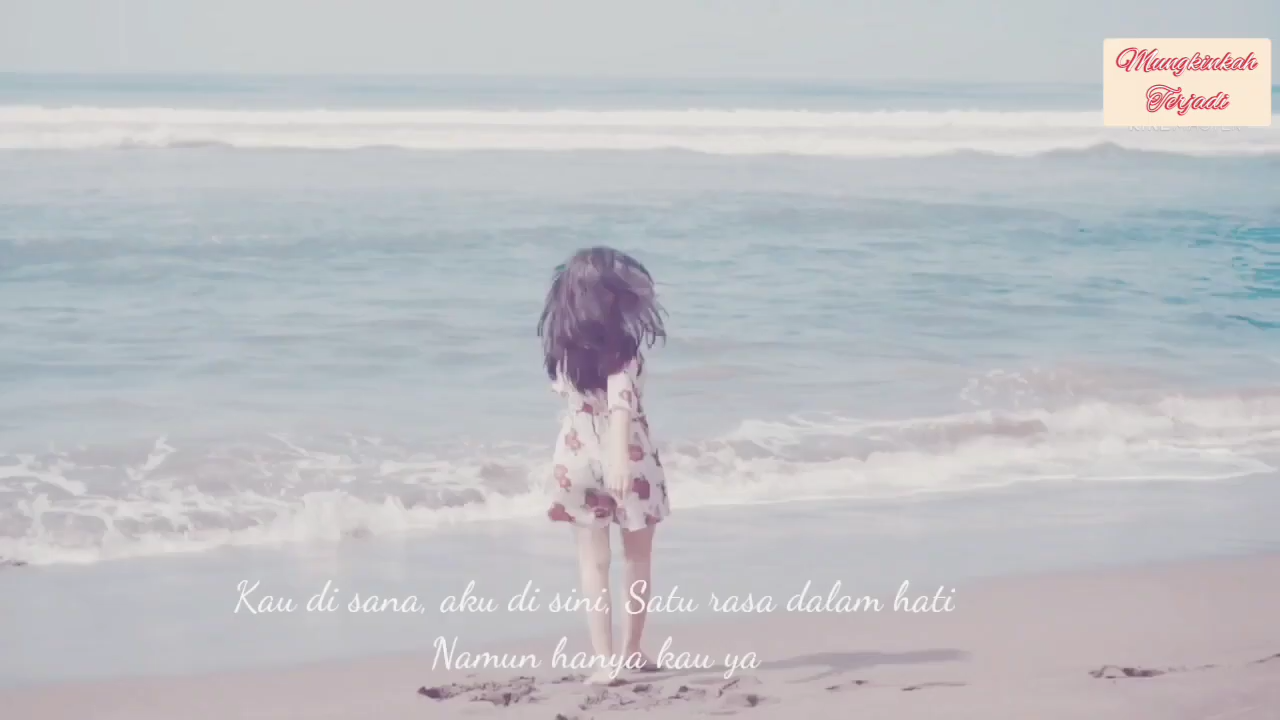 Mungkinkah
Terjadi
Kau di sana, aku di sini, Satu rasa dalam hati
Namun hanya kau ya